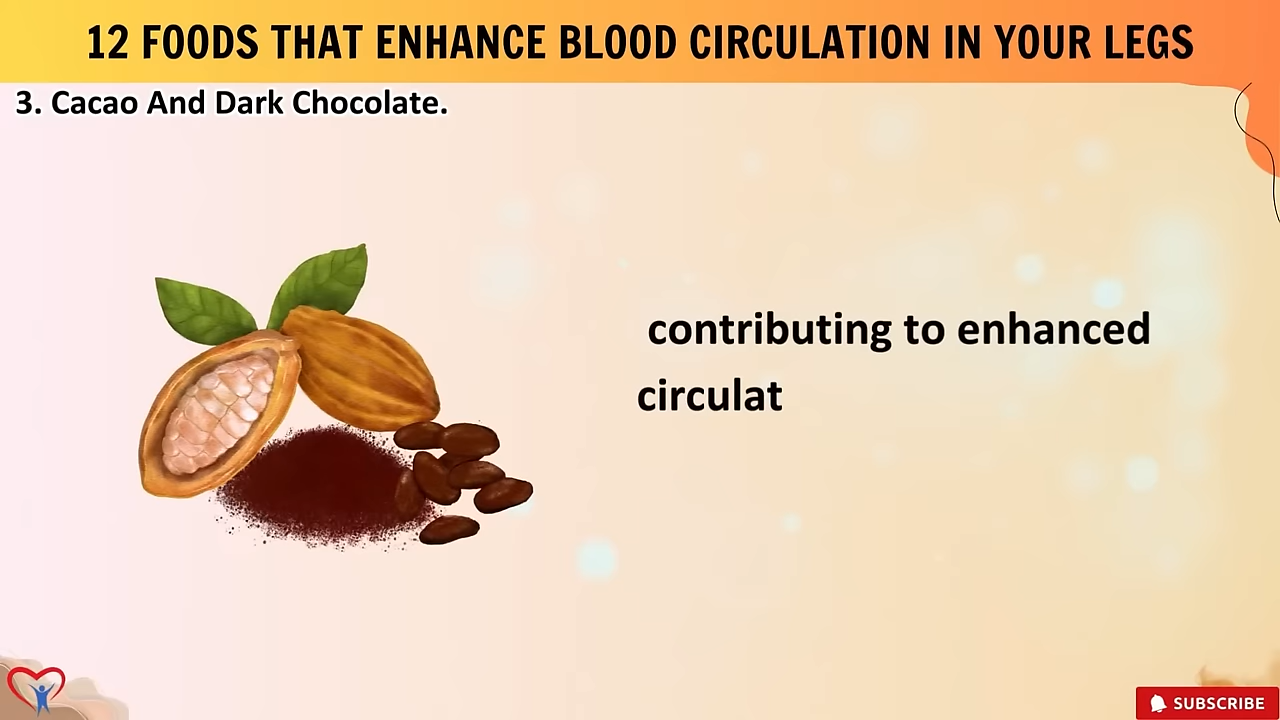 12 FOODS THAT ENHANCE BLOOD CIRCULATION IN YOUR LEGS
3. Cacao And Dark Chocolate.
contributing to enhanced
circulat
SUBSCRIBE